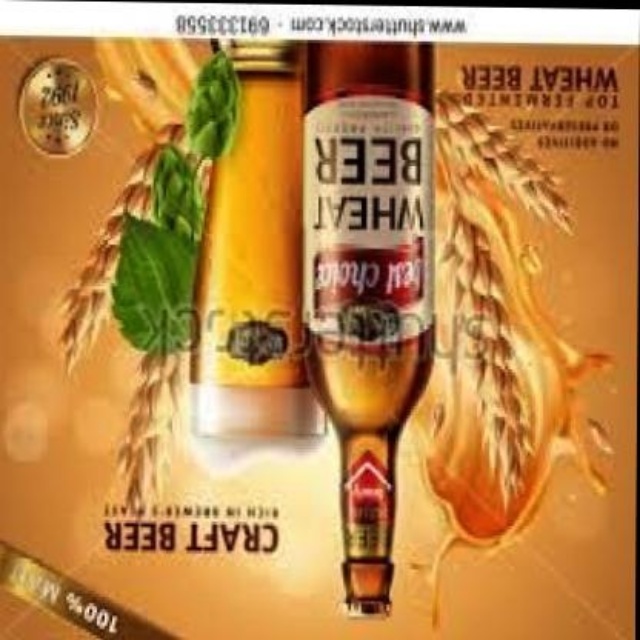 100%
CRAFT BEER
RICH IN BREWER'S YEAST
shutterstock
best choice
WHEAT
BEER
NO ADDITIVES
OR PRESERVATIVES
TOP FERMENTED
WHEAT BEER
Since
1992
www.shutterstock.com · 691333558